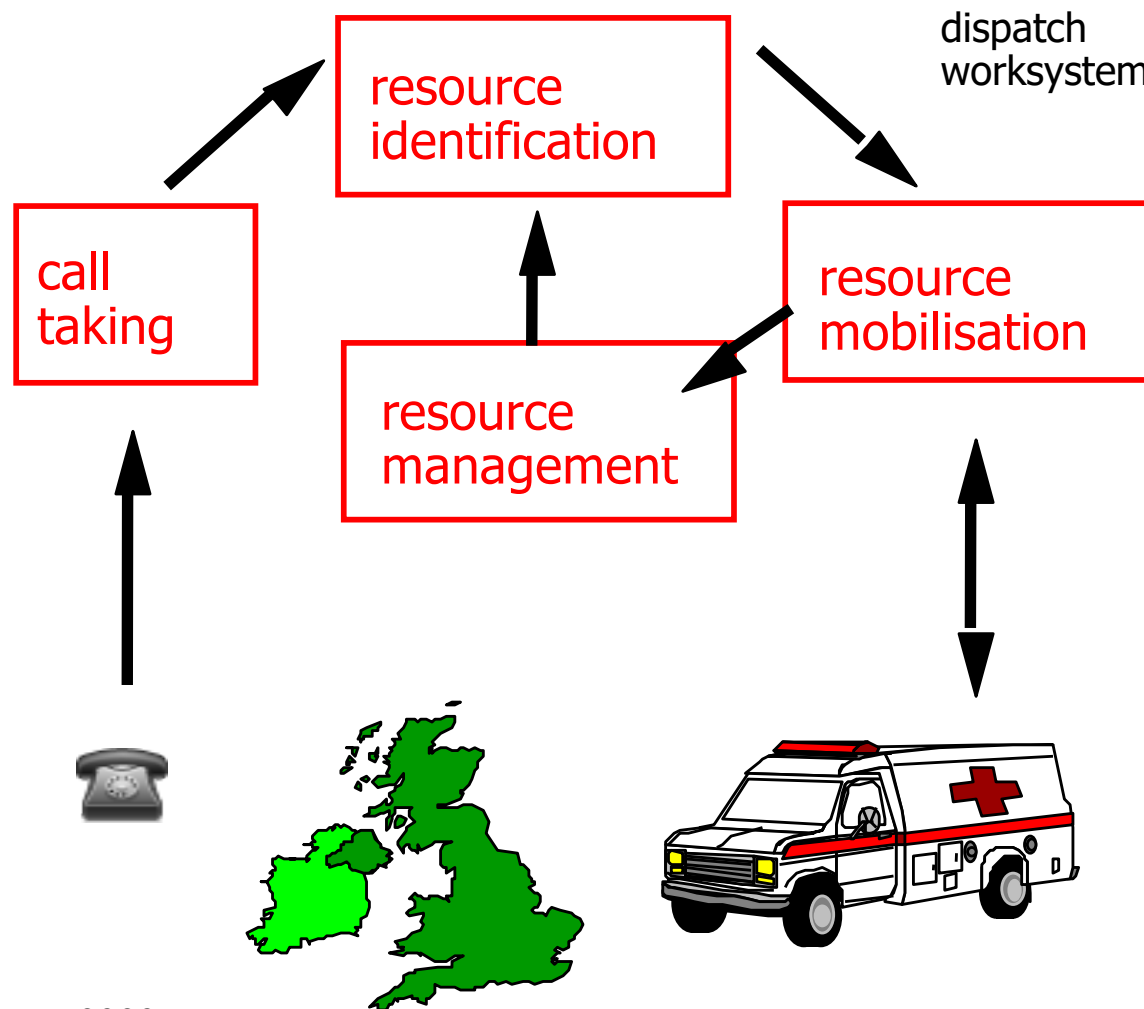 dispatch
worksystem
resource
identification
call
taking
resource
mobilisation
resource
management